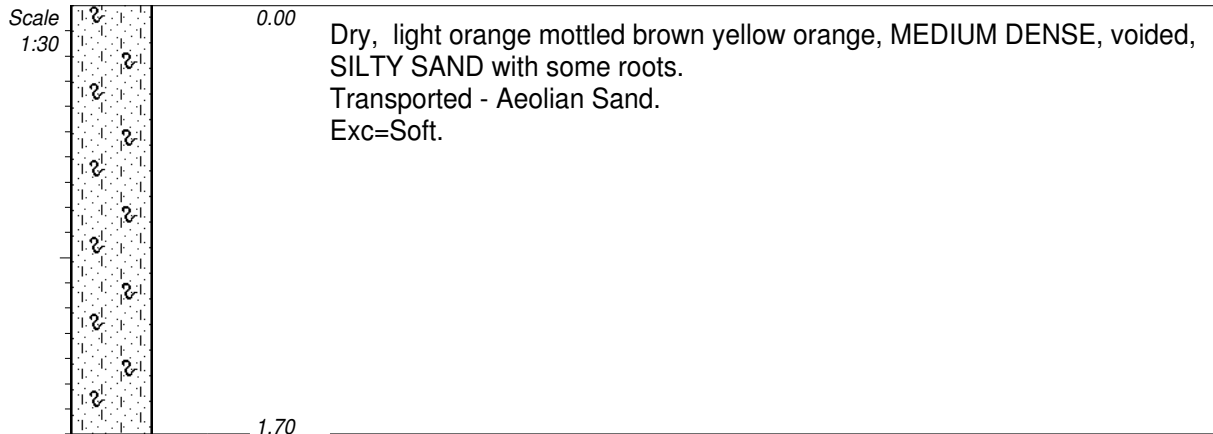 Scale
1:30
0.00
Dry,  light orange mottled brown yellow orange, MEDIUM DENSE, voided,
SILTY SAND with some roots.
Transported - Aeolian Sand.
Exc=Soft.
1.70